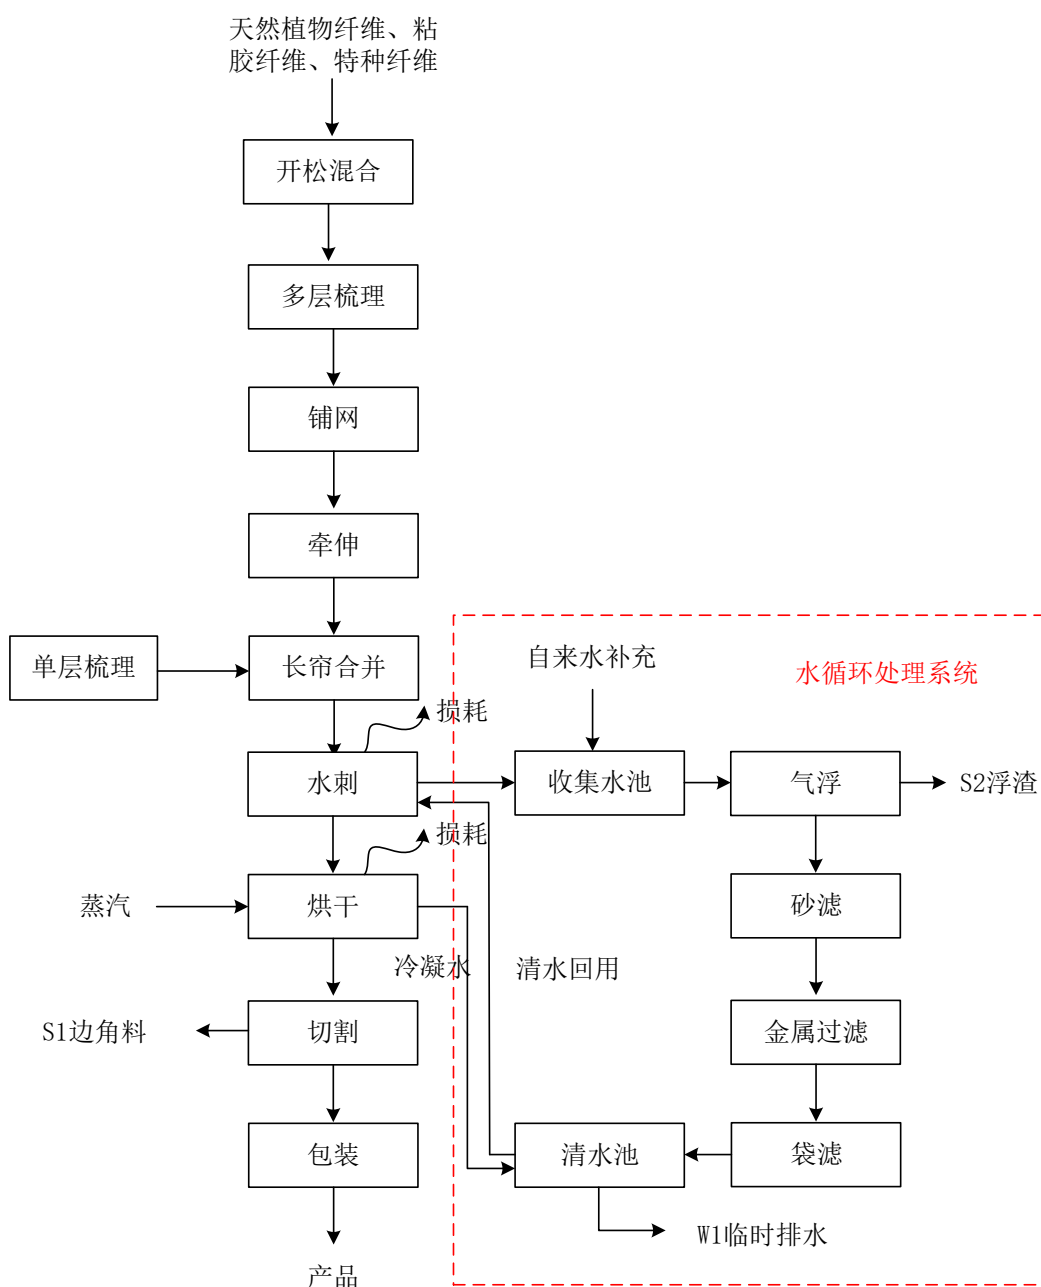 天然植物纤维、粘
胶纤维、特种纤维
开松混合
多层梳理
铺网
牵伸
单层梳理
长帘合并
自来水补充
水循环处理系统
损耗
水刺
收集水池
气浮
S2浮渣
损耗
蒸汽
烘干
砂滤
冷凝水
清水回用
S1边角料
切割
金属过滤
包装
清水池
袋滤
W1临时排水
产品